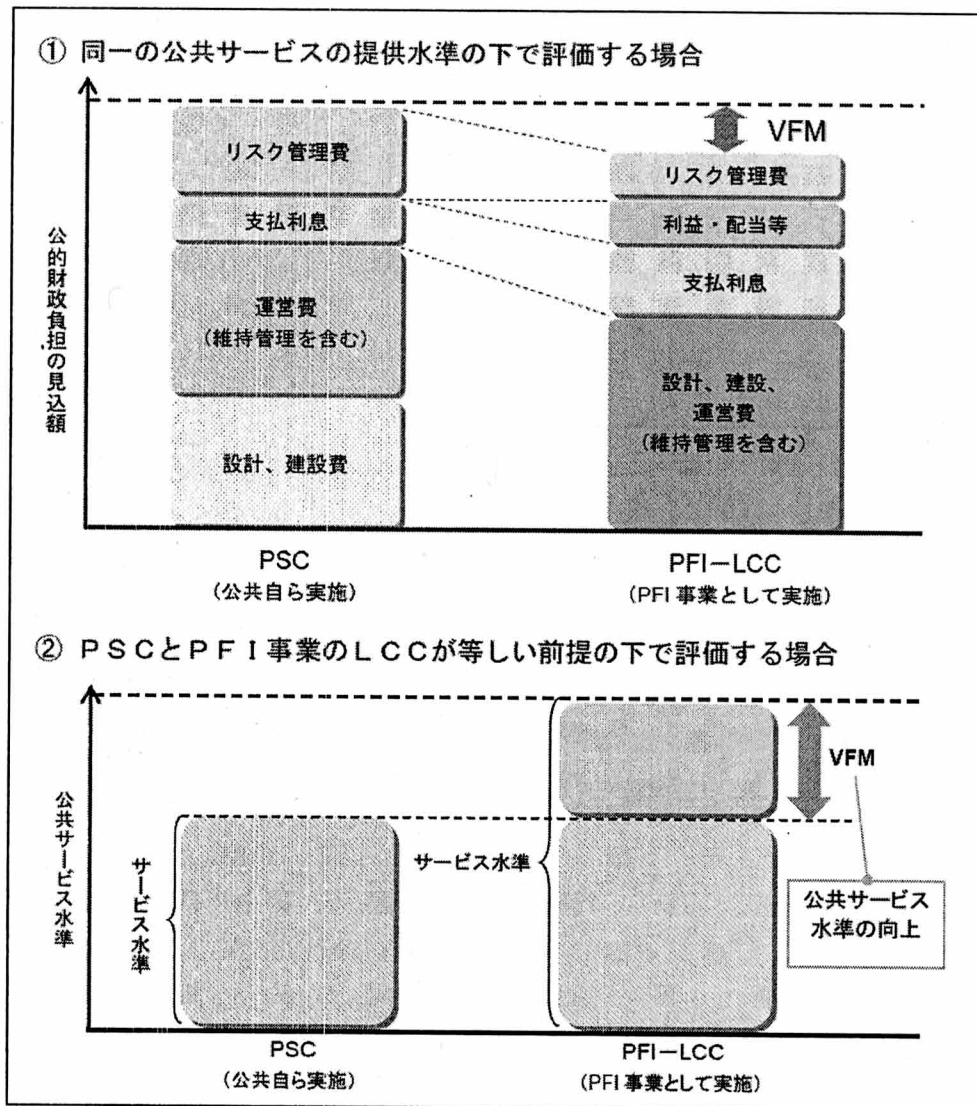 ① 同一の公共サービスの提供水準の下で評価する場合
公的財政負担の見込額
リスク管理費
支払利息
運営費
(維持管理を含む)
設計、建設費
VFM
リスク管理費
利益・配当等
支払利息
設計、建設、
運営費
(維持管理を含む)
PSC
(公共自ら実施)
PFI－LCC
(PFI 事業として実施)
② ＰＳＣとＰＦＩ事業のＬＣＣが等しい前提の下で評価する場合
公共サービス水準
サービス水準
サービス水準
VFM
公共サービス
水準の向上
PSC
(公共自ら実施)
PFI－LCC
(PFI 事業として実施)